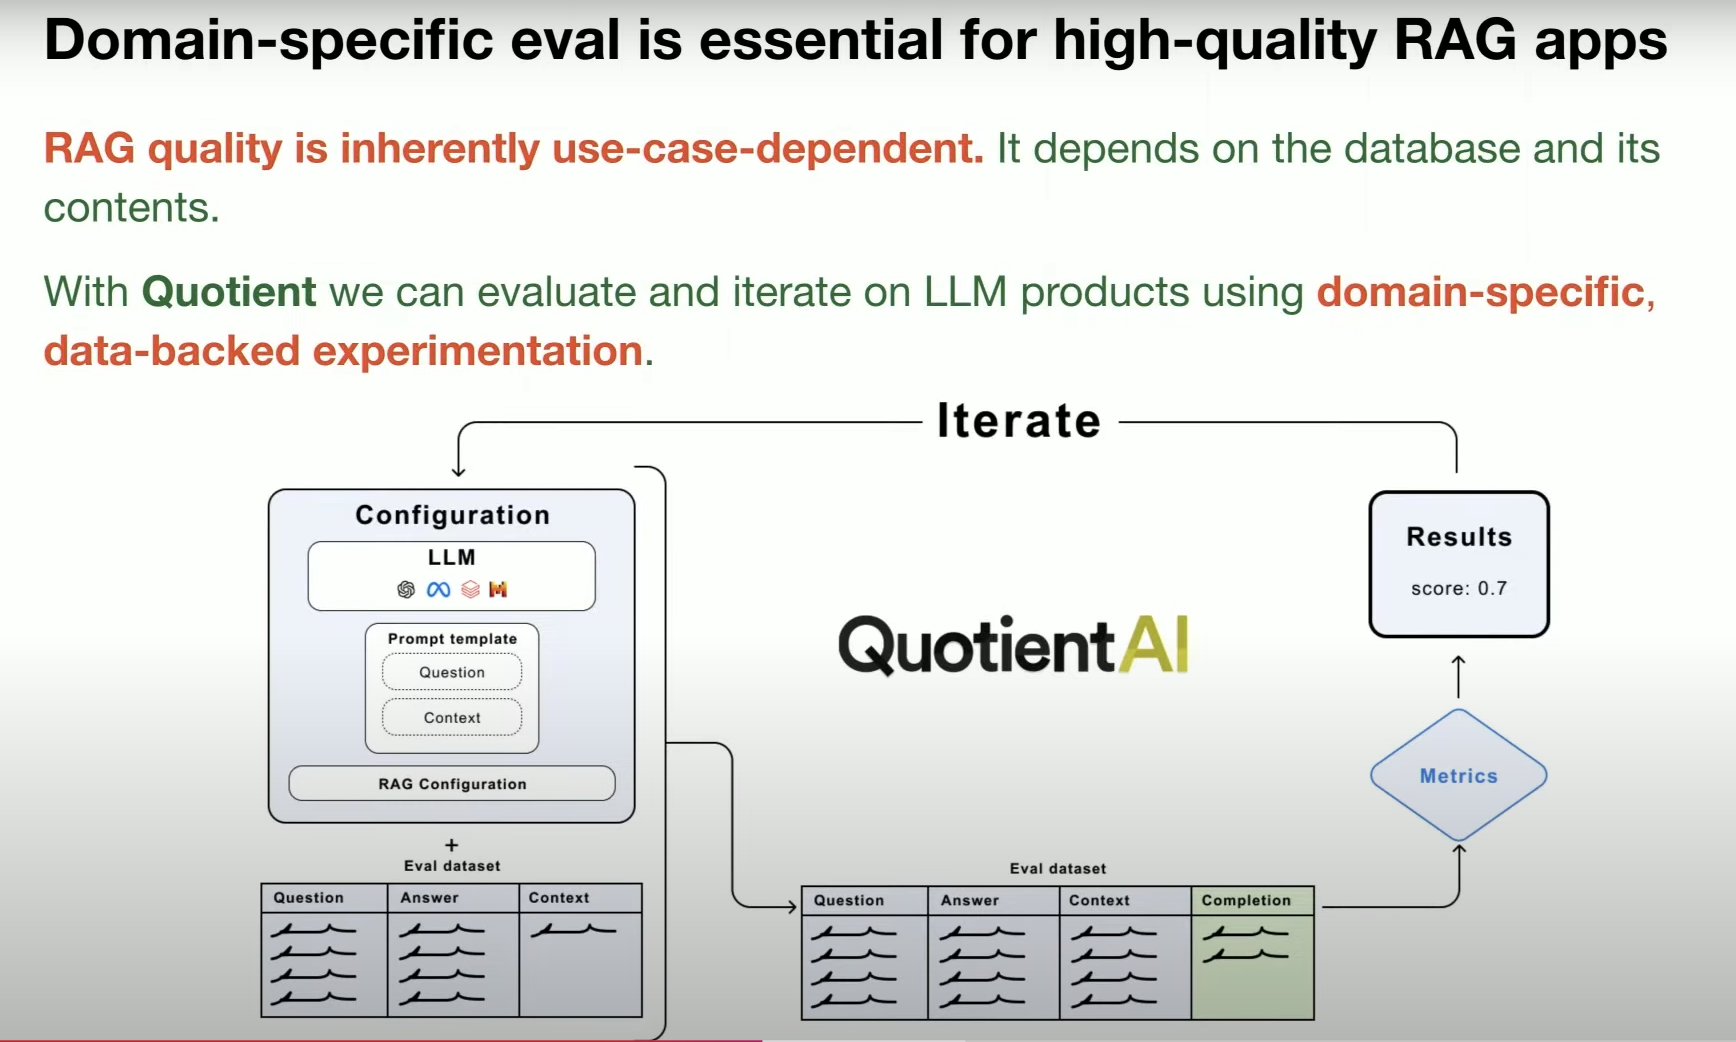 Domain-specific eval is essential for high-quality RAG apps
RAG quality is inherently use-case-dependent. It depends on the database and its
contents.
With Quotient we can evaluate and iterate on LLM products using domain-specific,
data-backed experimentation.
Iterate
Configuration
LLM
Prompt template
Question
Context
RAG Configuration
+
Eval dataset
Question Answer Context
QuotientAI
Eval dataset
Question Answer Context Completion
Metrics
Results
score: 0.7